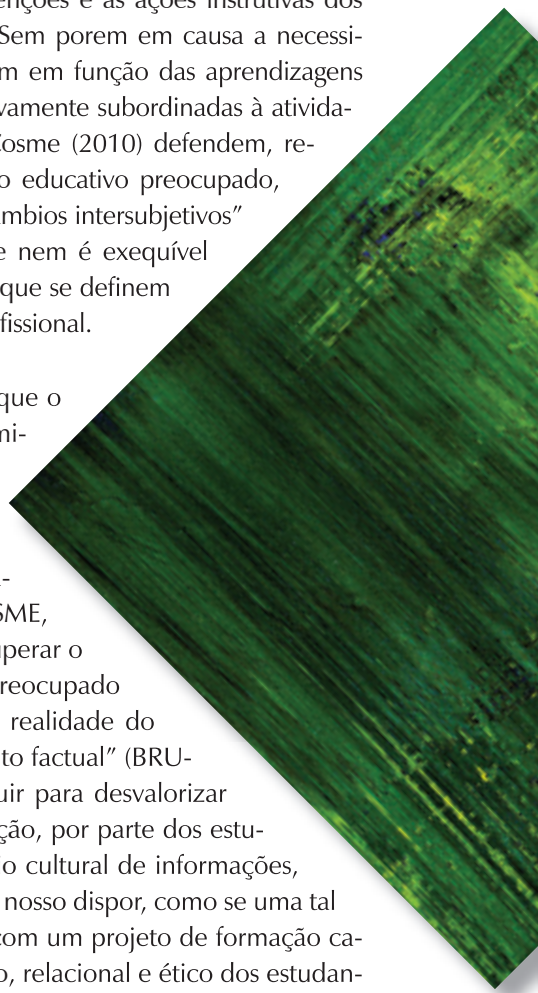 enções e as ações instrutivas dos
Sem porem em causa a necessi-
m em função das aprendizagens
vamente subordinadas à ativida-
Cosme (2010) defendem, re-
o educativo preocupado,
âmbios intersubjetivos”
e nem é exequível
que se definem
fissional.
que o
mi-
-
SME,
uperar o
reocupado
realidade do
to factual” (BRU-
uir para desvalorizar
ção, por parte dos estu-
io cultural de informações,
nosso dispor, como se uma tal
com um projeto de formação ca-
o, relacional e ético dos estudan-